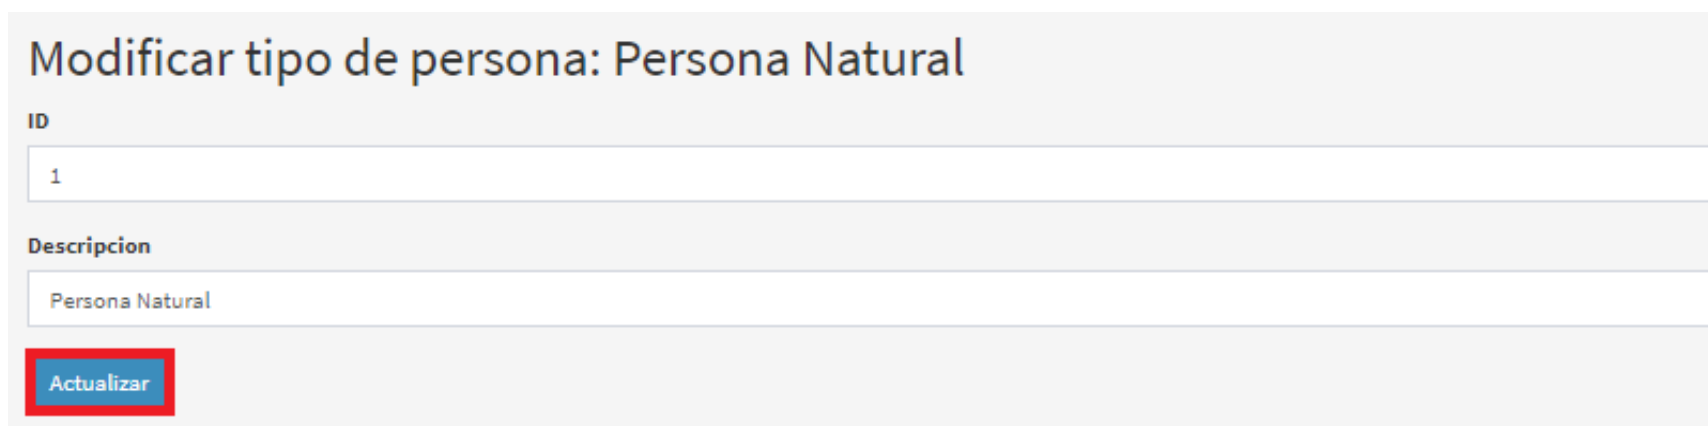 Modificar tipo de persona: Persona Natural
ID
1
Descripcion
Persona Natural
Actualizar